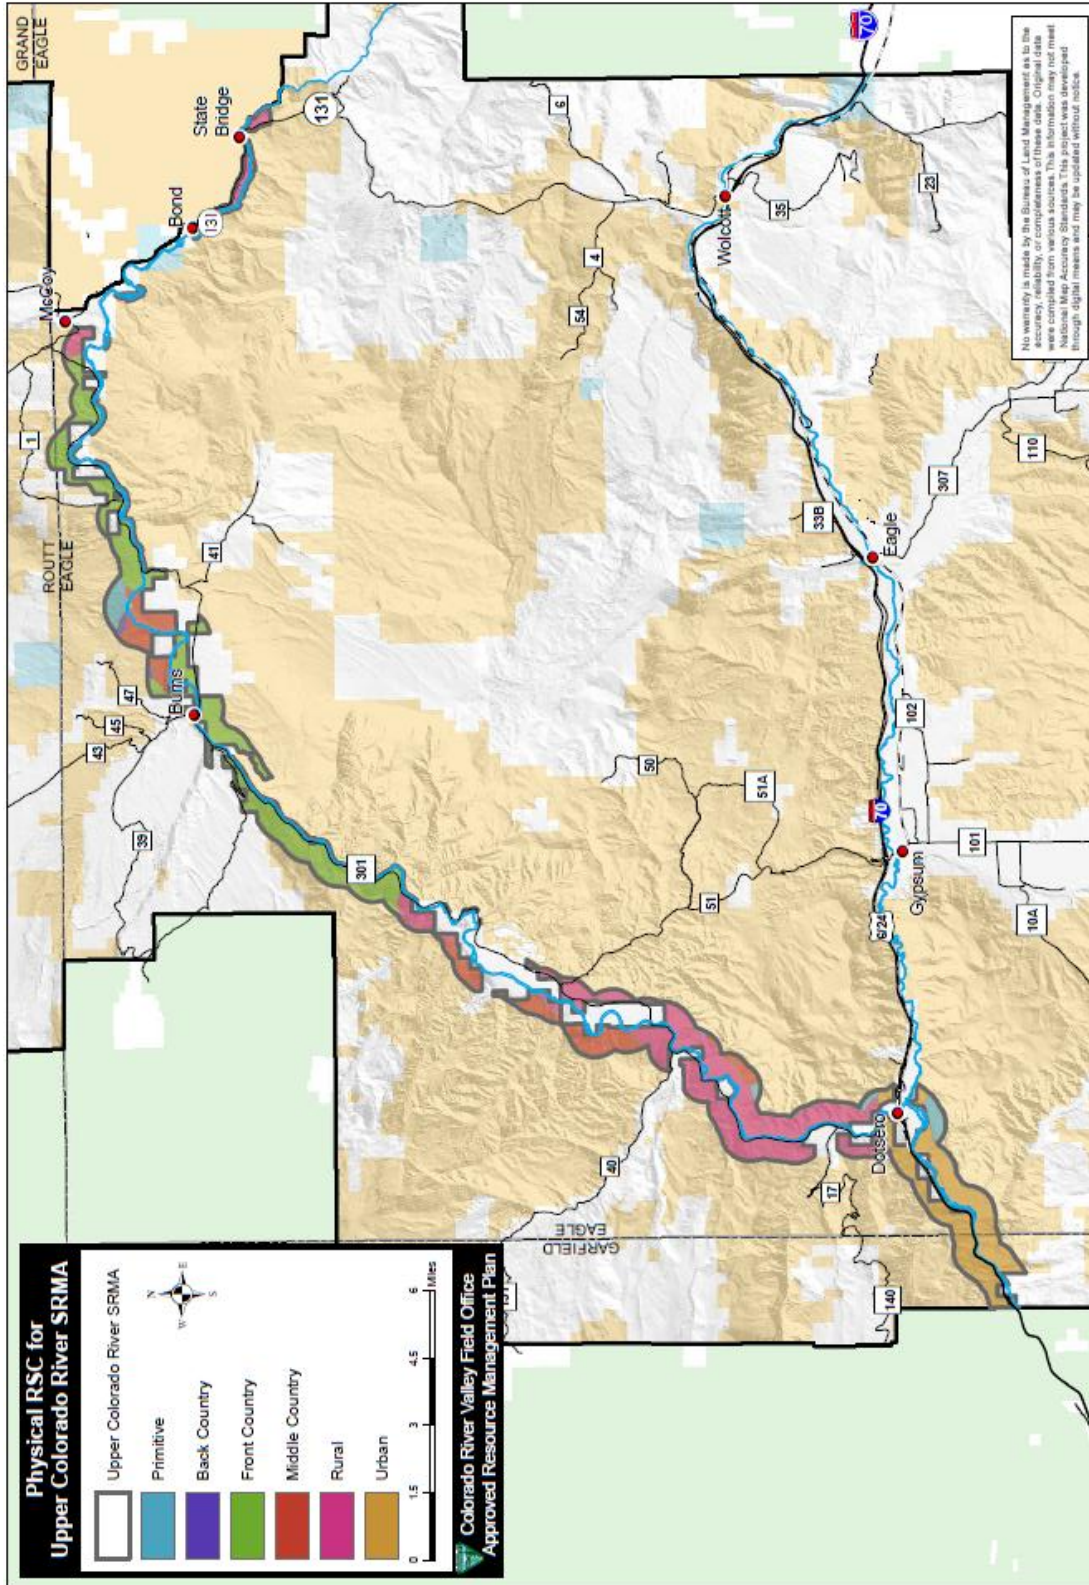 Physical RSC for
Upper Colorado River SRMA
Upper Colorado River SRMA
Primitive
Back Country
Front Country
Middle Country
Rural
Urban
N
W
E
S
0 1.5 3 4.5 6
Miles
Colorado River Valley Field Office
Approved Resource Management Plan
GRAND
EAGLE
ROUTT
EAGLE
GARFIELD
EAGLE
McCoy
Bond
State
Bridge
Burns
Wolcott
Eagle
Gypsum
Dotsero
1
131
131
6
4
54
35
23
70
41
47
45
43
39
301
33B
307
110
50
51A
51
102
70
101
10A
6/24
40
17
140
No warranty is made by the Bureau of Land Management as to the
accuracy, reliability, or completeness of these data. Original data
were compiled from various sources. This information may not meet
National Map Accuracy Standards. This project was developed
through digital means and may be updated without notice.